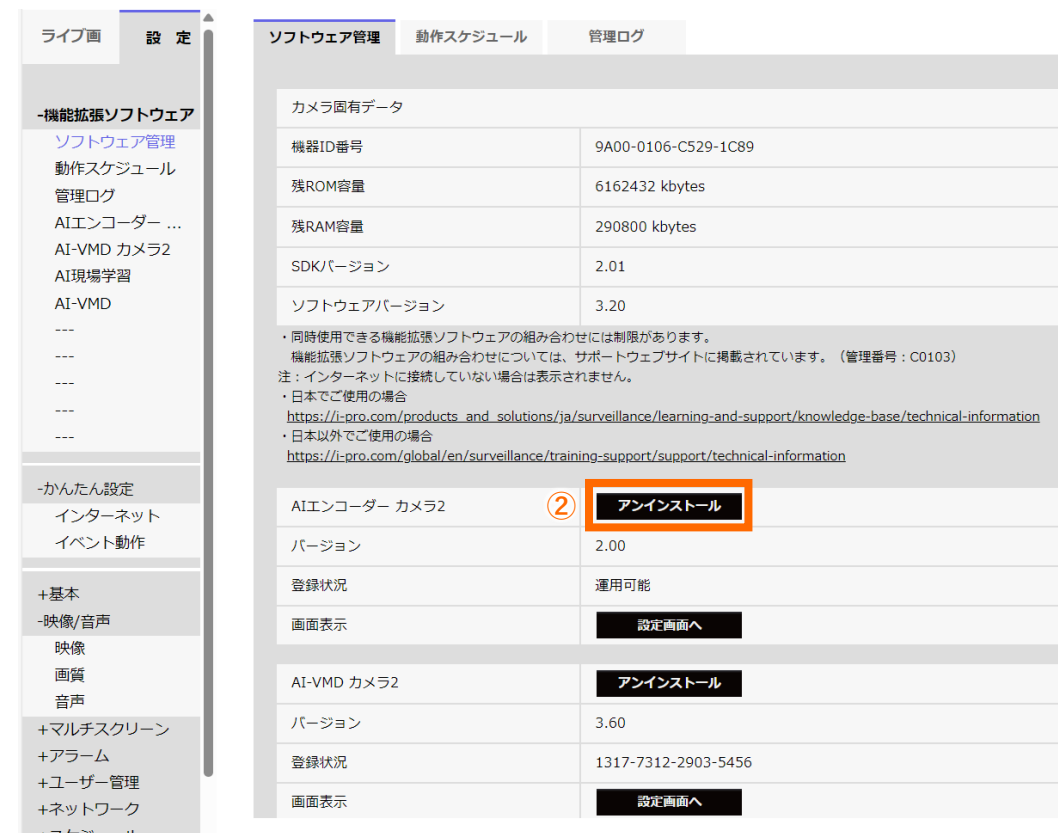 ライブ画
設 定
-機能拡張ソフトウェア
ソフトウェア管理
動作スケジュール
管理ログ
AIエンコーダー ...
AI-VMD カメラ2
AI現場学習
AI-VMD
---
---
---
---
---
-かんたん設定
インターネット
イベント動作
+基本
-映像/音声
映像
画質
音声
+マルチスクリーン
+アラーム
+ユーザー管理
+ネットワーク
ソフトウェア管理
動作スケジュール
管理ログ
カメラ固有データ
機器ID番号 9A00-0106-C529-1C89
残ROM容量 6162432 kbytes
残RAM容量 290800 kbytes
SDKバージョン 2.01
ソフトウェアバージョン 3.20
・同時使用できる機能拡張ソフトウェアの組み合わせには制限があります。
機能拡張ソフトウェアの組み合わせについては、サポートウェブサイトに掲載されています。（管理番号：C0103）
注：インターネットに接続していない場合は表示されません。
・日本でご使用の場合
https://i-pro.com/products_and_solutions/ja/surveillance/learning-and-support/knowledge-base/technical-information
・日本以外でご使用の場合
https://i-pro.com/global/en/surveillance/training-support/support/technical-information
AIエンコーダー カメラ2 ② アンインストール
バージョン 2.00
登録状況 運用可能
画面表示 設定画面へ
AI-VMD カメラ2 アンインストール
バージョン 3.60
登録状況 1317-7312-2903-5456
画面表示 設定画面へ